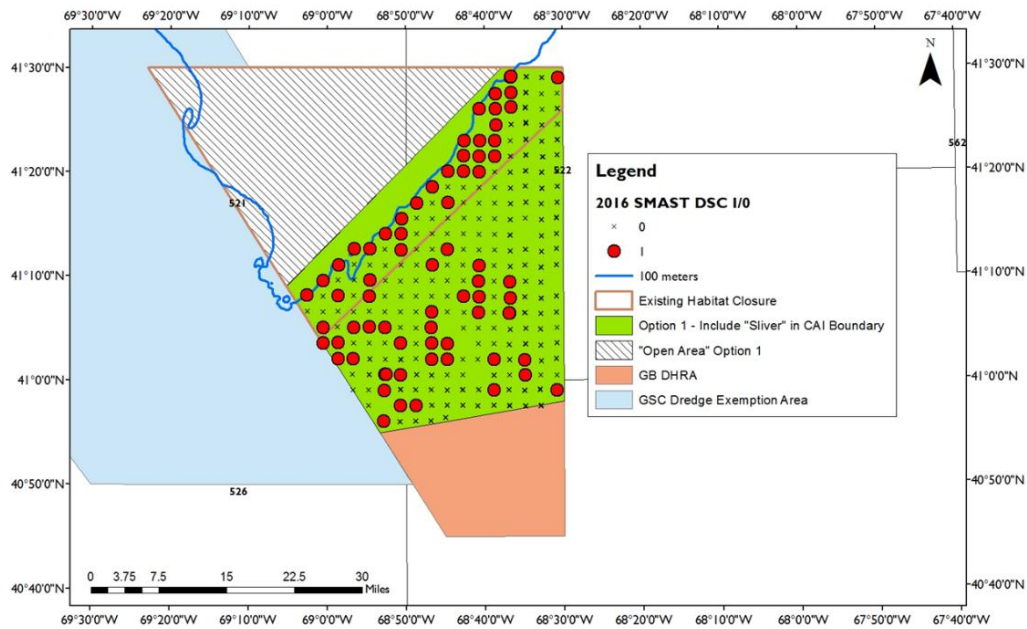 69°30'0"W 69°20'0"W 69°10'0"W 69°0'0"W 68°50'0"W 68°40'0"W 68°30'0"W 68°20'0"W 68°10'0"W 68°0'0"W 67°50'0"W 67°40'0"W
N
41°30'0"N 41°30'0"N
562
41°20'0"N 522 41°20'0"N
521
Legend
2016 SMAST DSC I/0
0
I
100 meters
Existing Habitat Closure
Option 1 - Include "Sliver" in CAI Boundary
"Open Area" Option 1
GB DHRA
GSC Dredge Exemption Area
41°10'0"N 41°10'0"N
41°0'0"N 41°0'0"N
40°50'0"N 40°50'0"N
526
0 3.75 7.5 15 22.5 30
Miles
40°40'0"N 40°40'0"N
69°30'0"W 69°20'0"W 69°10'0"W 69°0'0"W 68°50'0"W 68°40'0"W 68°30'0"W 68°20'0"W 68°10'0"W 68°0'0"W 67°50'0"W 67°40'0"W